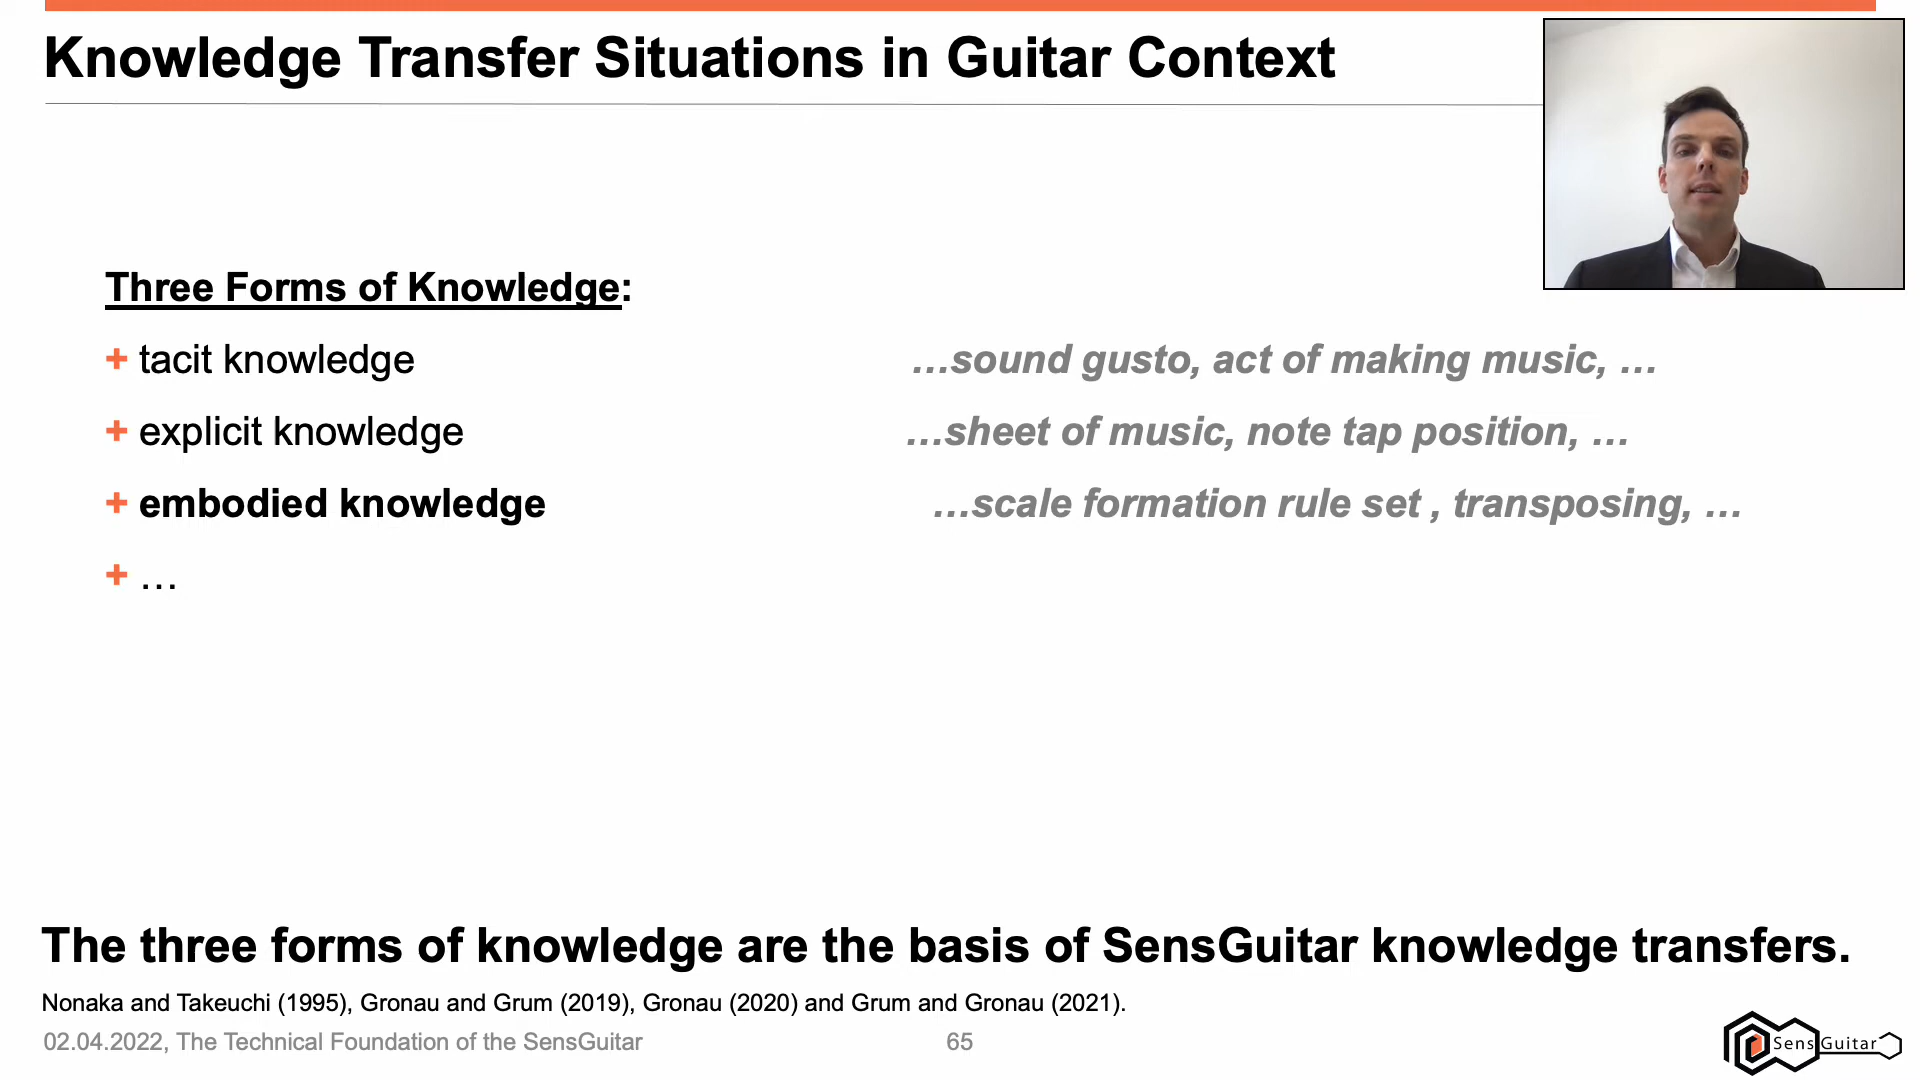 Knowledge Transfer Situations in Guitar Context
Three Forms of Knowledge:
+ tacit knowledge …sound gusto, act of making music, …
+ explicit knowledge …sheet of music, note tap position, …
+ embodied knowledge …scale formation rule set , transposing, …
+ …
The three forms of knowledge are the basis of SensGuitar knowledge transfers.
Nonaka and Takeuchi (1995), Gronau and Grum (2019), Gronau (2020) and Grum and Gronau (2021).
02.04.2022, The Technical Foundation of the SensGuitar 65
SensGuitar